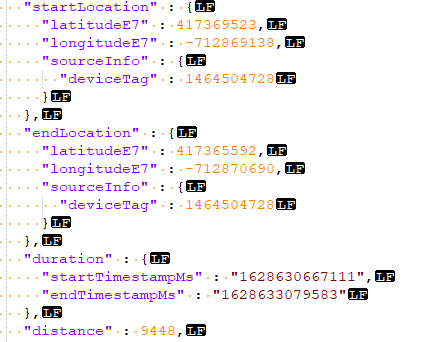 "startLocation" : {LF
"latitudeE7" : 417369523,LF
"longitudeE7" : -712869138,LF
"sourceInfo" : {LF
"deviceTag" : 1464504728LF
}LF
},LF
"endLocation" : {LF
"latitudeE7" : 417365592,LF
"longitudeE7" : -712870690,LF
"sourceInfo" : {LF
"deviceTag" : 1464504728LF
}LF
},LF
"duration" : {LF
"startTimestampMs" : "1628630667111",LF
"endTimestampMs" : "1628633079583"LF
},LF
"distance" : 9448,LF